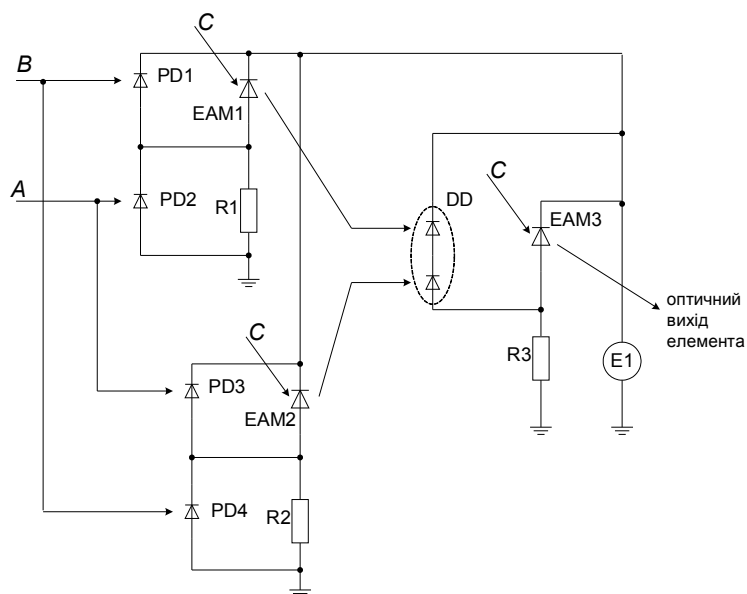 C
B
PD1
EAM1
A
PD2
R1
C
DD
EAM3
оптичний
вихід
елемента
C
PD3
EAM2
R3
E1
PD4
R2